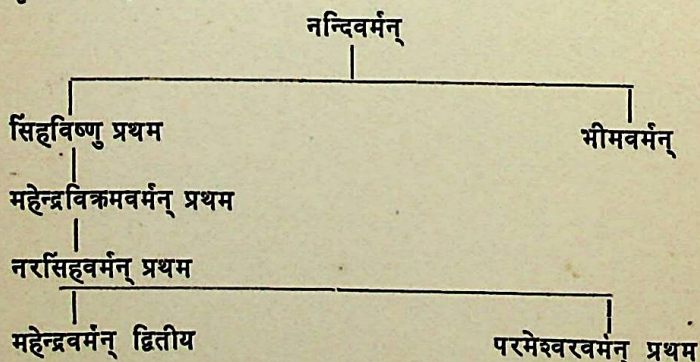 नन्दिवर्मन्
सिंहविष्णु प्रथम भीमवर्मन्
महेन्द्रविक्रमवर्मन् प्रथम
नरसिंहवर्मन् प्रथम
महेन्द्रवर्मन् द्वितीय परमेश्वरवर्मन् प्रथम